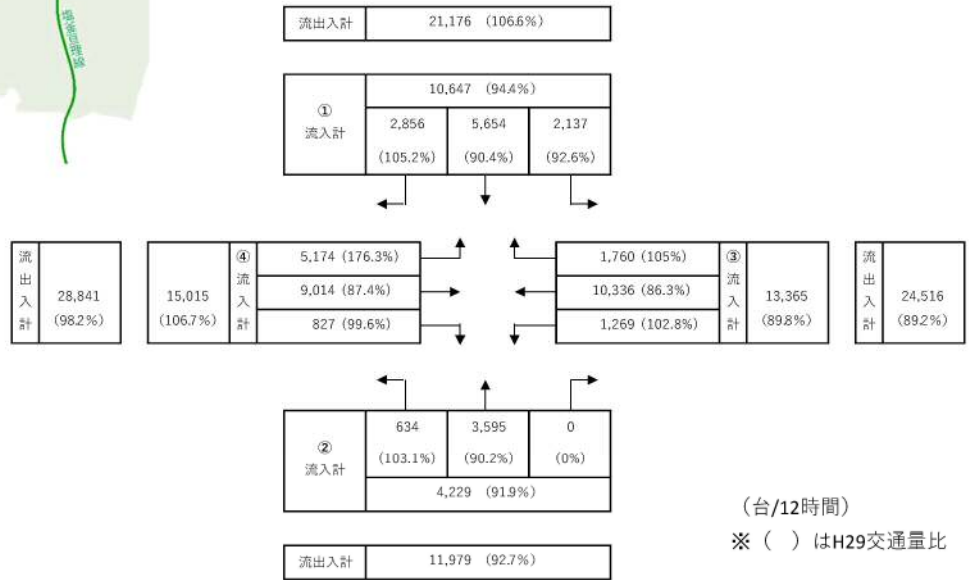 流出入計 21,176 (106.6%)
① 流入計
10,647 (94.4%)
2,856 5,654 2,137
(105.2%) (90.4%) (92.6%)
流出入計 28,841 (98.2%)
15,015 (106.7%)
④流入計
5,174 (176.3%)
9,014 (87.4%)
827 (99.6%)
1,760 (105%)
10,336 (86.3%)
1,269 (102.8%)
③流入計
13,365 (89.8%)
流出入計 24,516 (89.2%)
② 流入計
634 3,595 0
(103.1%) (90.2%) (0%)
4,229 (91.9%)
流出入計 11,979 (92.7%)
(台/12時間)
※ ( ) はH29交通量比